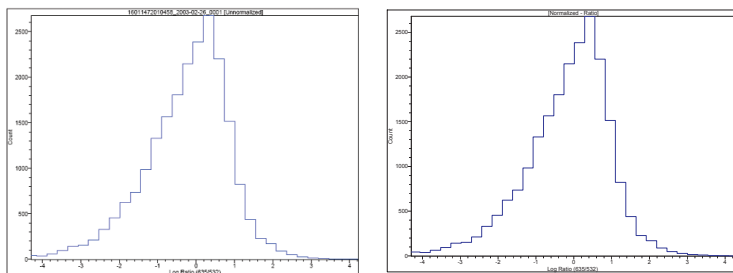 16011472010458_2003-02-26_0001 [Unnormalized]
2500
2000
1500
1000
500
0
Count
-4 -3 -2 -1 0 1 2 3 4
Log Ratio (635/532)
[Normalized - Ratio]
2500
2000
1500
1000
500
0
Count
-4 -3 -2 -1 0 1 2 3 4
Log Ratio (635/532)